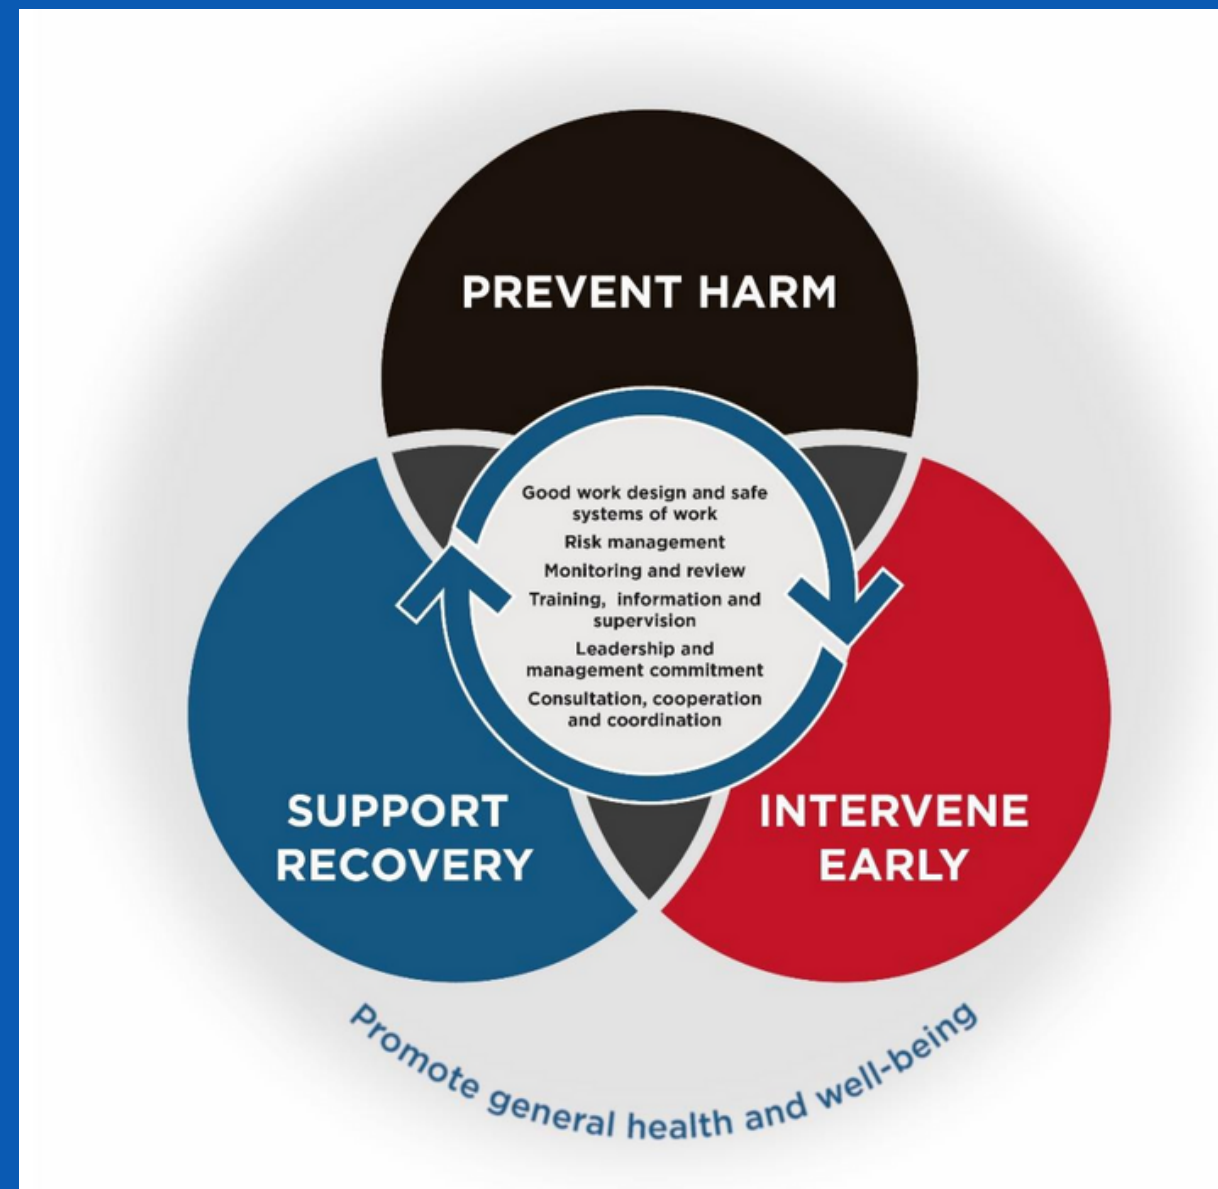 PREVENT HARM
Good work design and safe
systems of work
Risk management
Monitoring and review
Training, information and
supervision
Leadership and
management commitment
Consultation, cooperation
and coordination
SUPPORT
RECOVERY
INTERVENE
EARLY
Promote general health and well-being